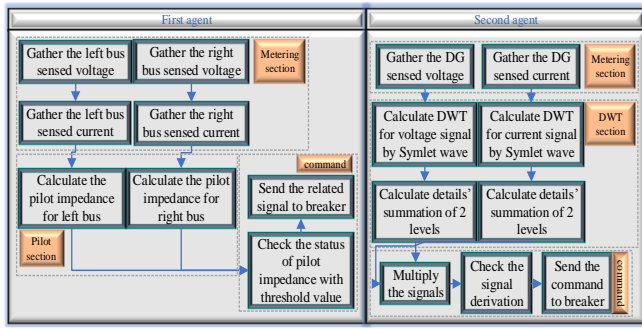 First agent
Gather the left bus
sensed voltage
Gather the right
bus sensed voltage
Metering
section
Gather the left bus
sensed current
Gather the right
bus sensed current
Calculate the
pilot impedance
for left bus
Calculate the pilot
impedance for
right bus
Pilot
section
command
Send the related
signal to breaker
Check the status
of pilot
impedance with
threshold value
Second agent
Gather the DG
sensed voltage
Gather the DG
sensed current
Metering
section
Calculate DWT
for voltage signal
by Symlet wave
Calculate DWT
for current signal
by Symlet wave
DWT
section
Calculate details'
summation of 2
levels
Calculate details'
summation of 2
levels
Multiply
the signals
Check the
signal
derivation
Send the
command
to breaker
command